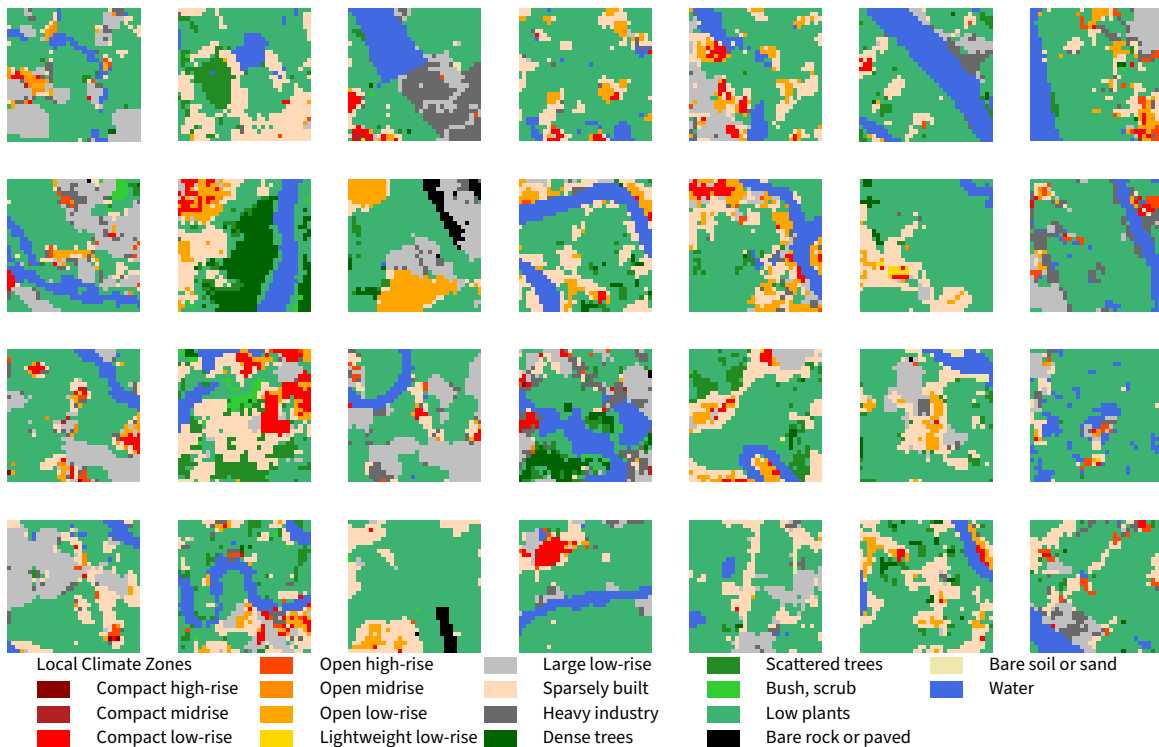 Local Climate Zones
Compact high-rise
Compact midrise
Compact low-rise
Open high-rise
Open midrise
Open low-rise
Lightweight low-rise
Large low-rise
Sparsely built
Heavy industry
Dense trees
Scattered trees
Bush, scrub
Low plants
Bare rock or paved
Bare soil or sand
Water